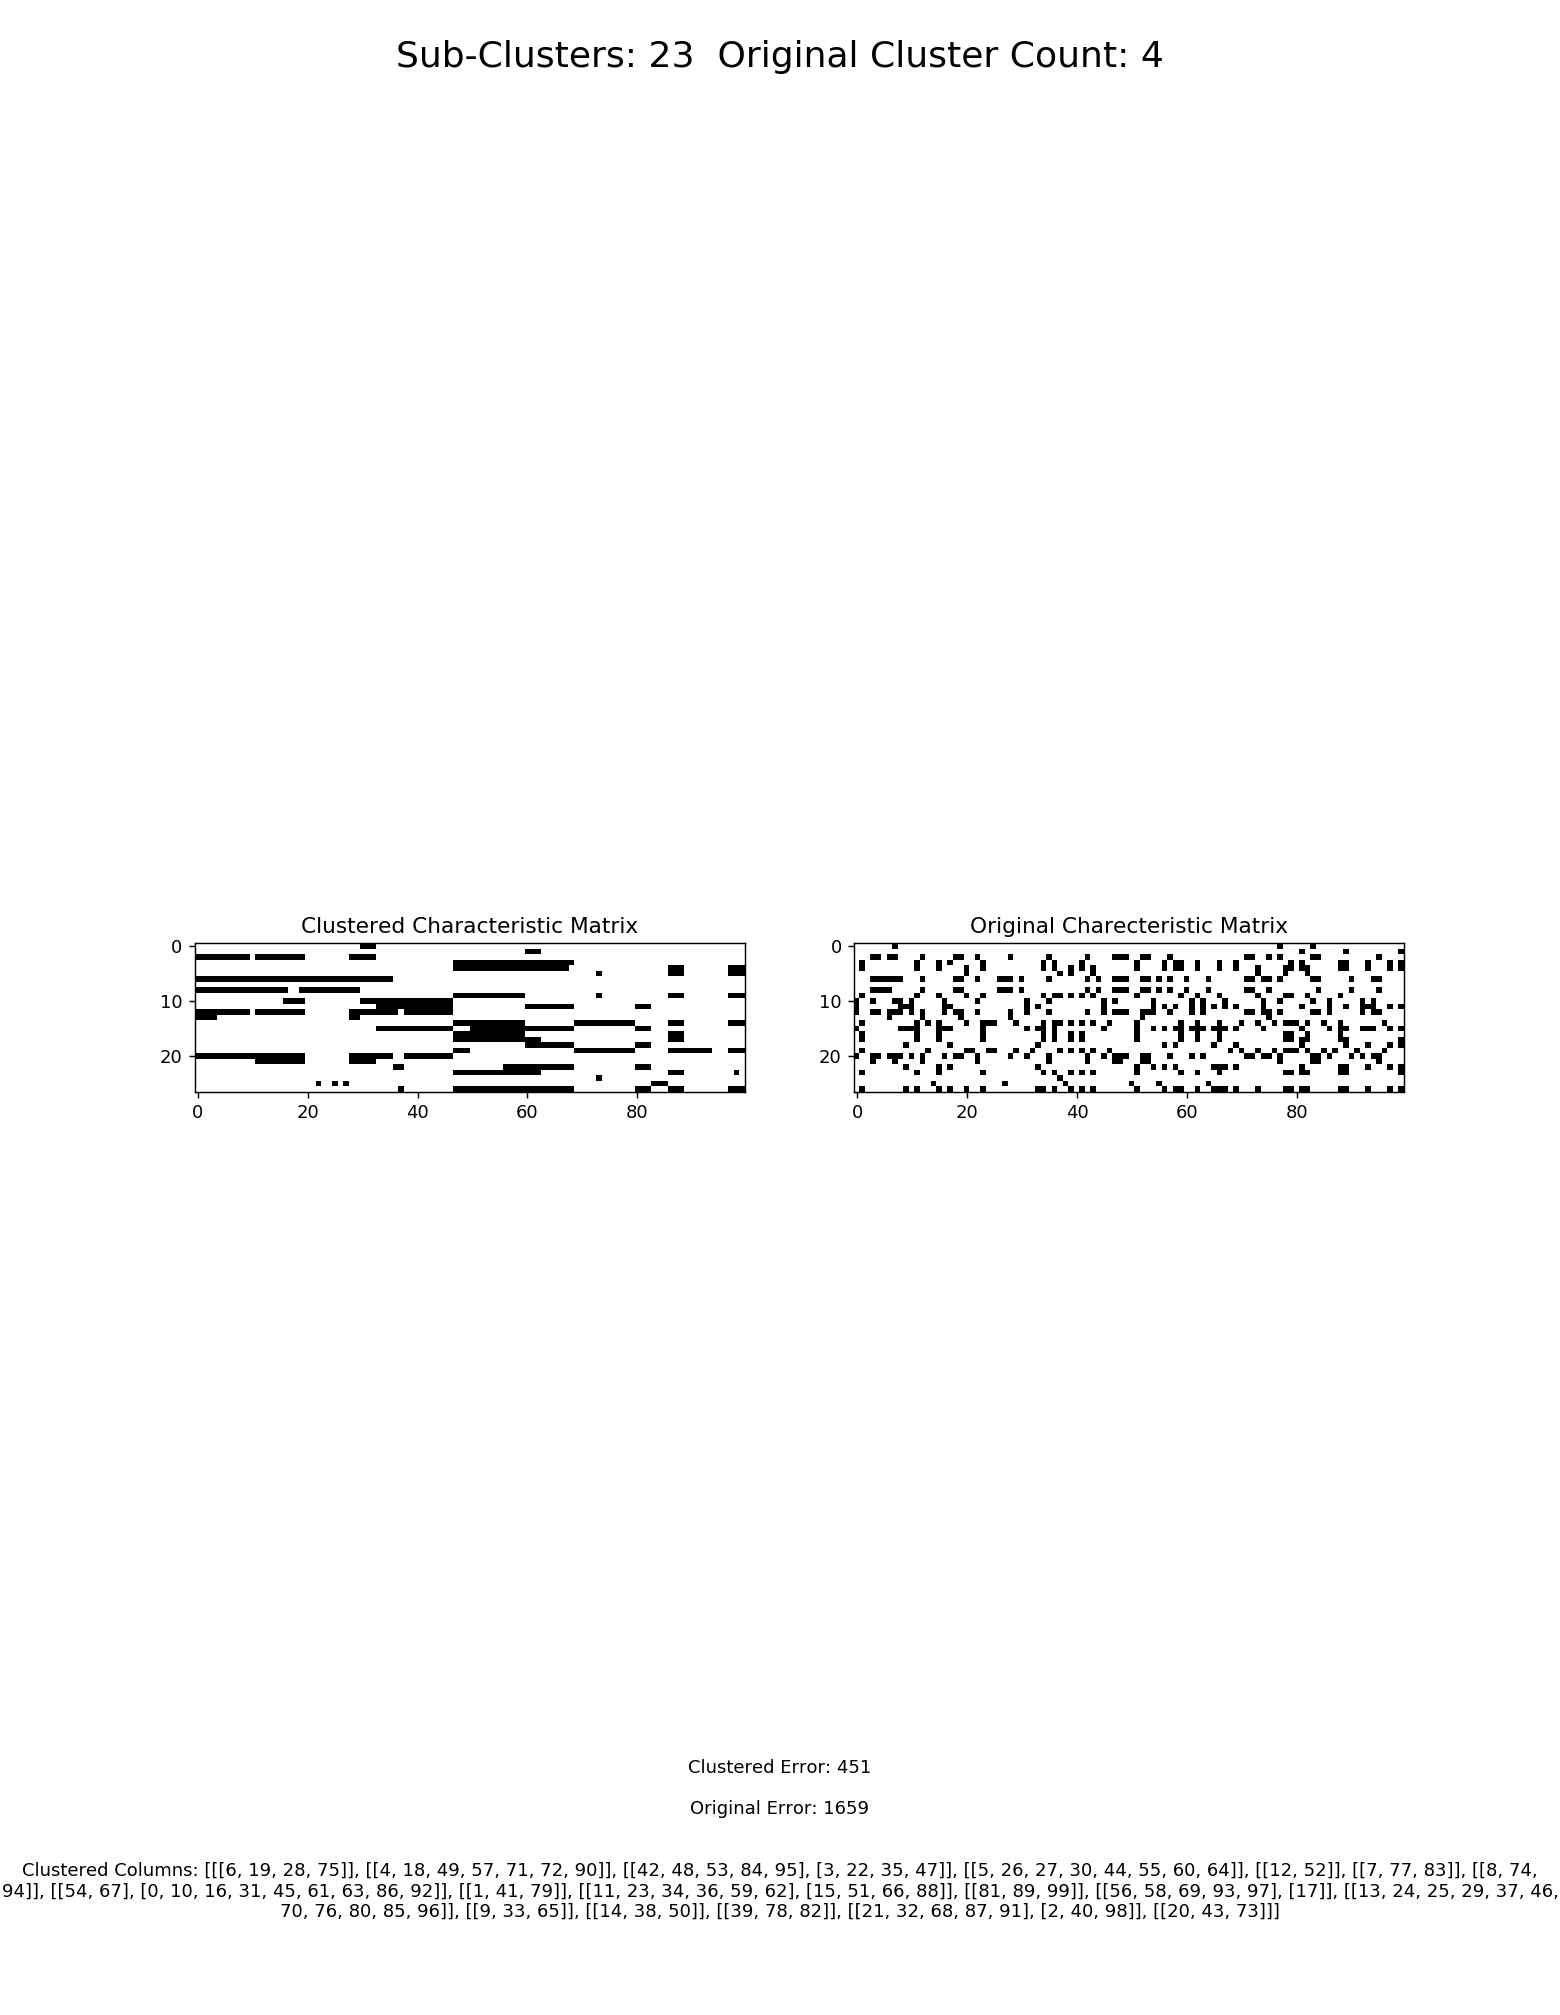 Sub-Clusters: 23  Original Cluster Count: 4
Clustered Characteristic Matrix
0
10
20
0 20 40 60 80
Original Charecteristic Matrix
0
10
20
0 20 40 60 80
Clustered Error: 451
Original Error: 1659
Clustered Columns: [[[6, 19, 28, 75]], [[4, 18, 49, 57, 71, 72, 90]], [[42, 48, 53, 84, 95], [3, 22, 35, 47]], [[5, 26, 27, 30, 44, 55, 60, 64]], [[12, 52]], [[7, 77, 83]], [[8, 74,
94]], [[54, 67], [0, 10, 16, 31, 45, 61, 63, 86, 92]], [[1, 41, 79]], [[11, 23, 34, 36, 59, 62], [15, 51, 66, 88]], [[81, 89, 99]], [[56, 58, 69, 93, 97], [17]], [[13, 24, 25, 29, 37, 46,
70, 76, 80, 85, 96]], [[9, 33, 65]], [[14, 38, 50]], [[39, 78, 82]], [[21, 32, 68, 87, 91], [2, 40, 98]], [[20, 43, 73]]]